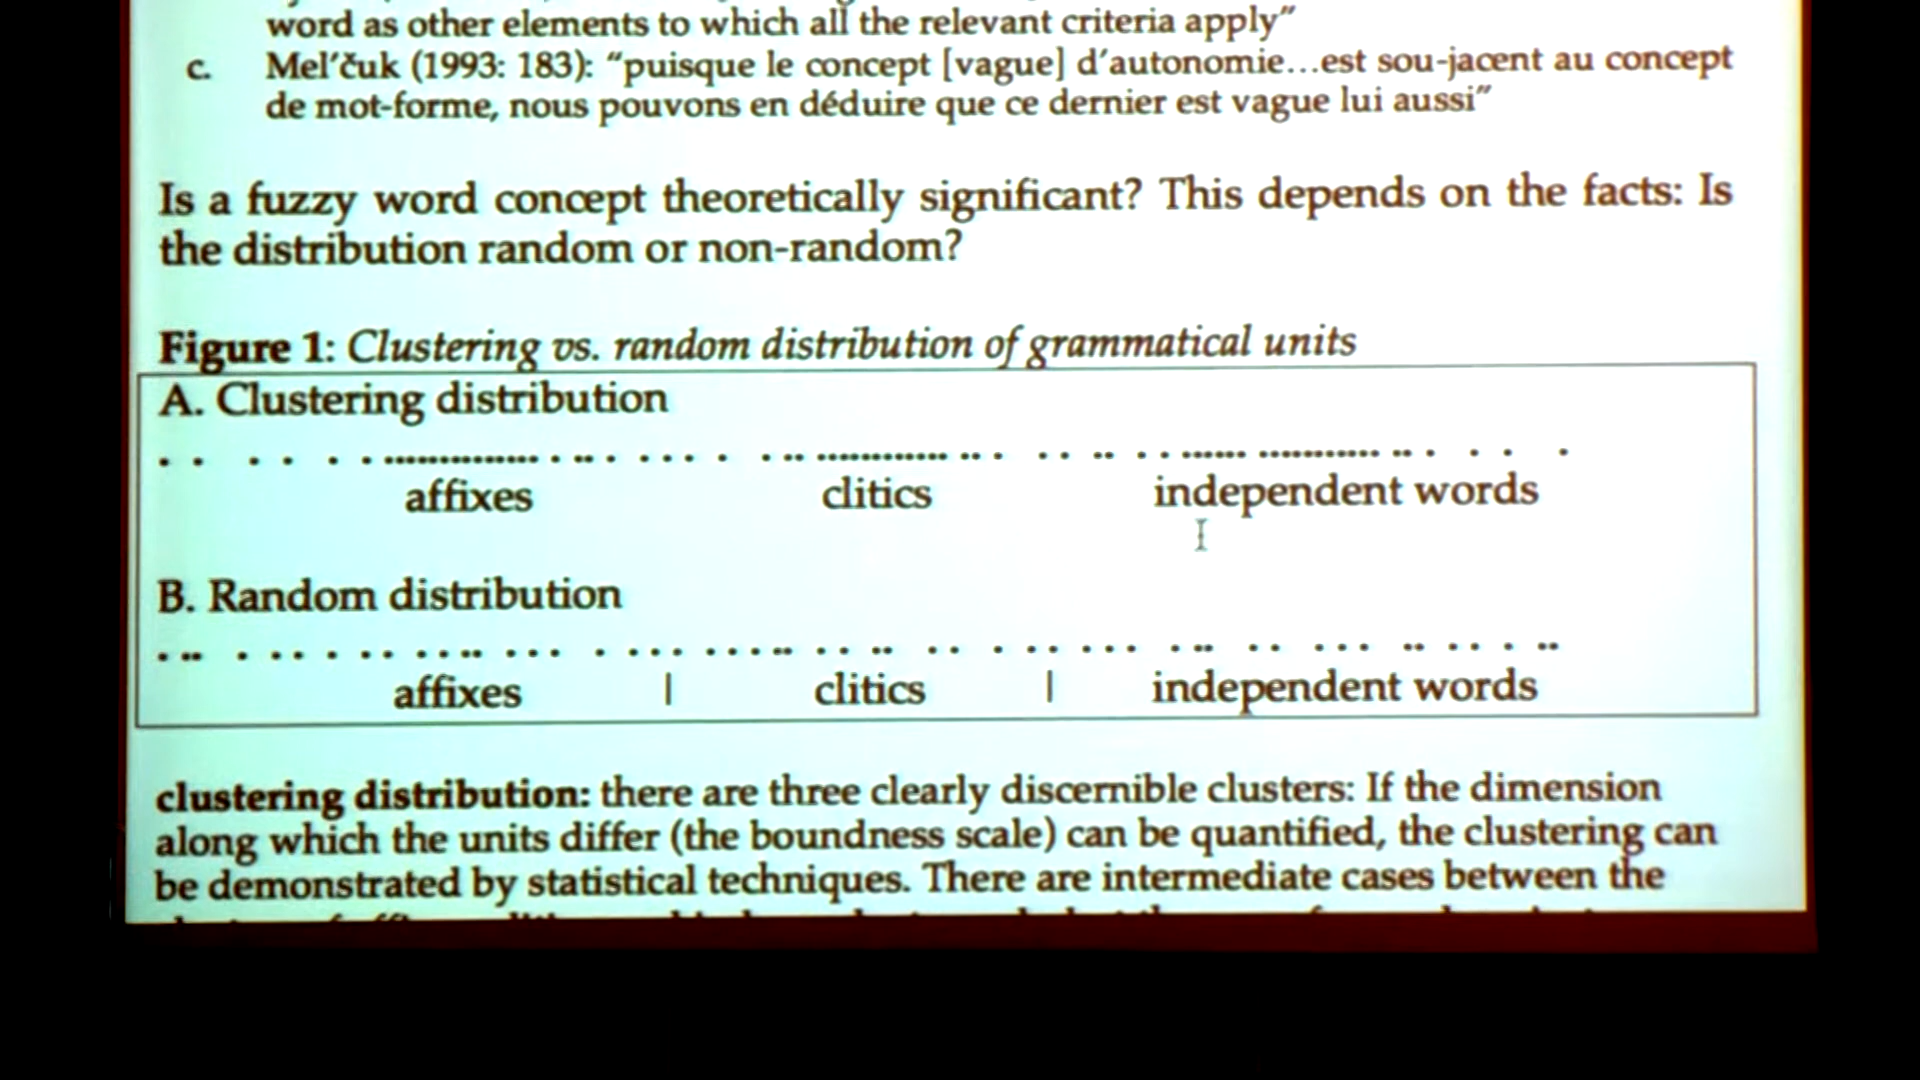 word as other elements to which all the relevant criteria apply”
c. Mel’čuk (1993: 183): “puisque le concept [vague] d’autonomie…est sou-jacent au concept
de mot-forme, nous pouvons en déduire que ce dernier est vague lui aussi”
Is a fuzzy word concept theoretically significant? This depends on the facts: Is
the distribution random or non-random?
Figure 1: Clustering vs. random distribution of grammatical units
A. Clustering distribution
affixes clitics independent words
B. Random distribution
affixes | clitics | independent words
clustering distribution: there are three clearly discernible clusters: If the dimension
along which the units differ (the boundness scale) can be quantified, the clustering can
be demonstrated by statistical techniques. There are intermediate cases between the